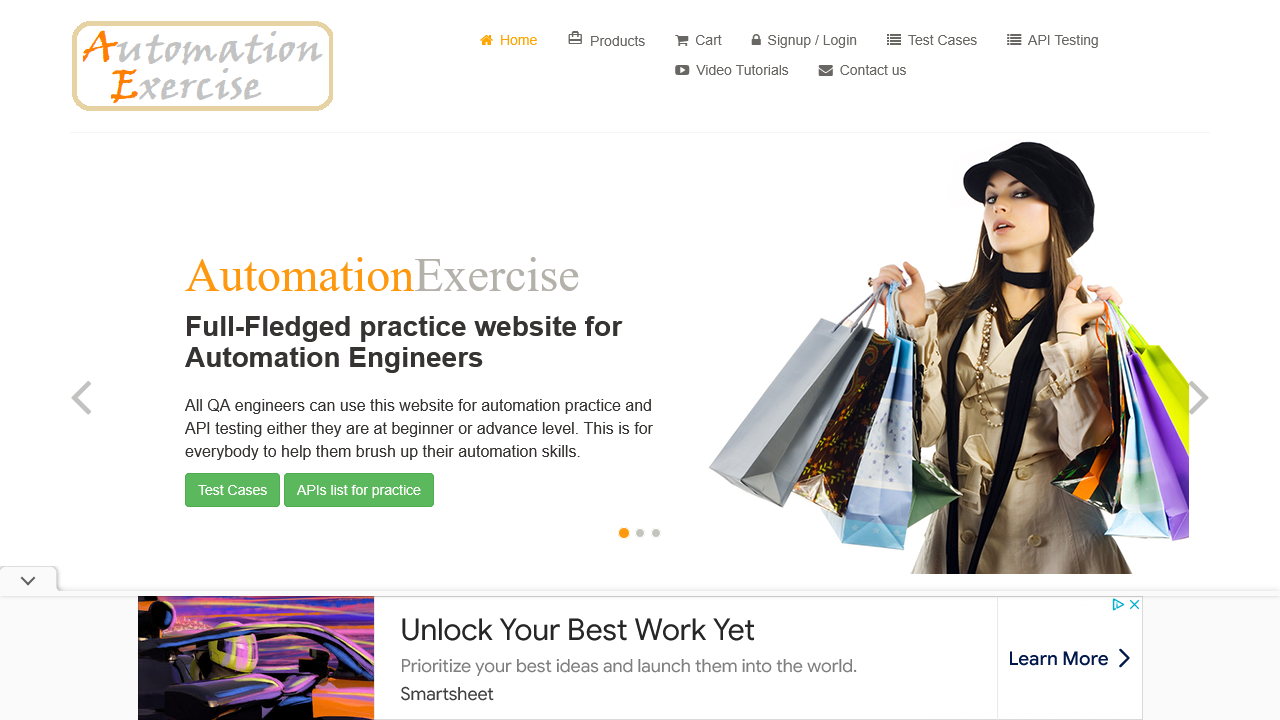 Automation
Exercise
Home
Products
Cart
Signup / Login
Test Cases
API Testing
Video Tutorials
Contact us
AutomationExercise
Full-Fledged practice website for
Automation Engineers
All QA engineers can use this website for automation practice and
API testing either they are at beginner or advance level. This is for
everybody to help them brush up their automation skills.
Test Cases
APIs list for practice
Unlock Your Best Work Yet
Prioritize your best ideas and launch them into the world.
Smartsheet
Learn More